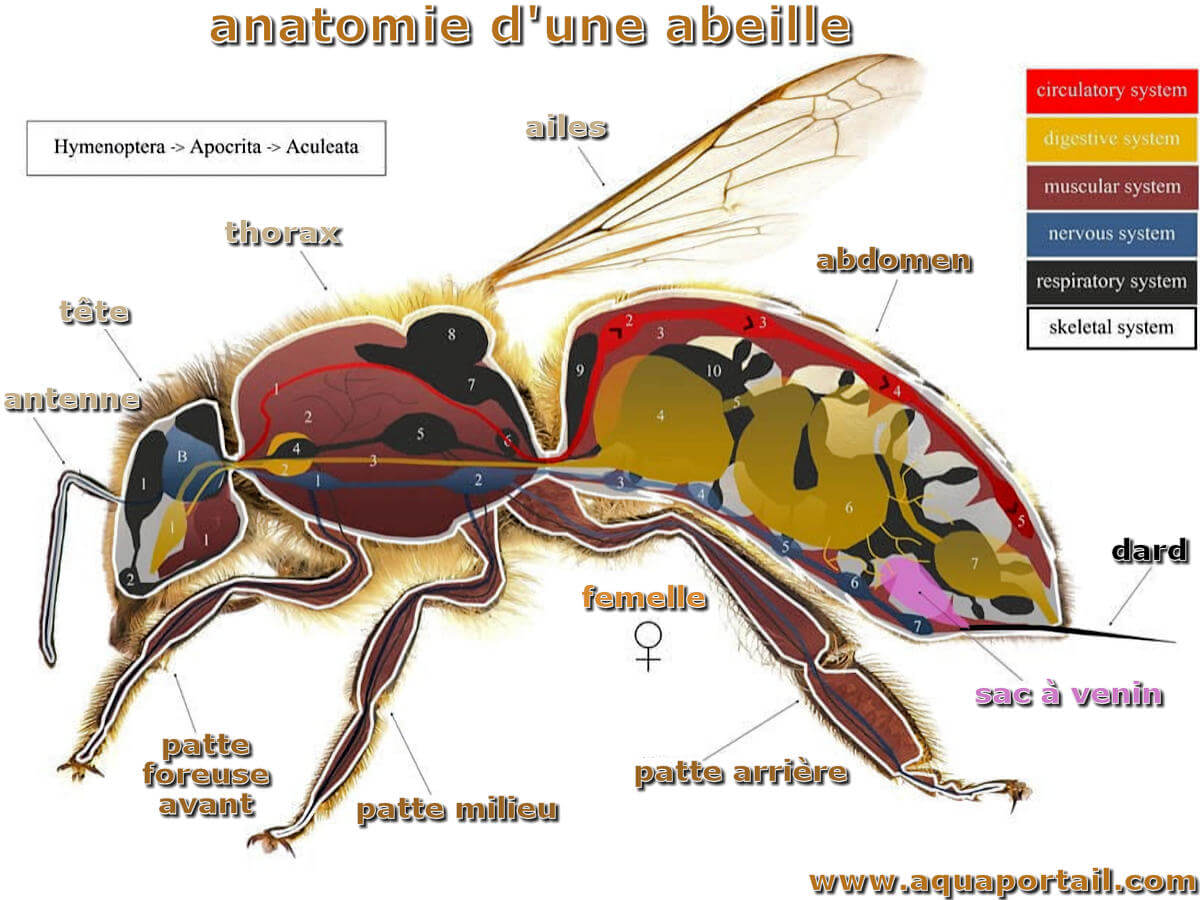 anatomie d'une abeille
Hymenoptera -> Apocrita -> Aculeata
circulatory system
digestive system
muscular system
nervous system
respiratory system
skeletal system
ailes
thorax
abdomen
tête
antenne
8
7
9
10
2
3
3
4
1
2
5
6
4
3
2
1
2
B
1
1
1
2
4
5
6
7
5
3
4
5
6
7
dard
femelle
♀
sac à venin
patte
foreuse
avant
patte milieu
patte arrière
www.aquaportail.com